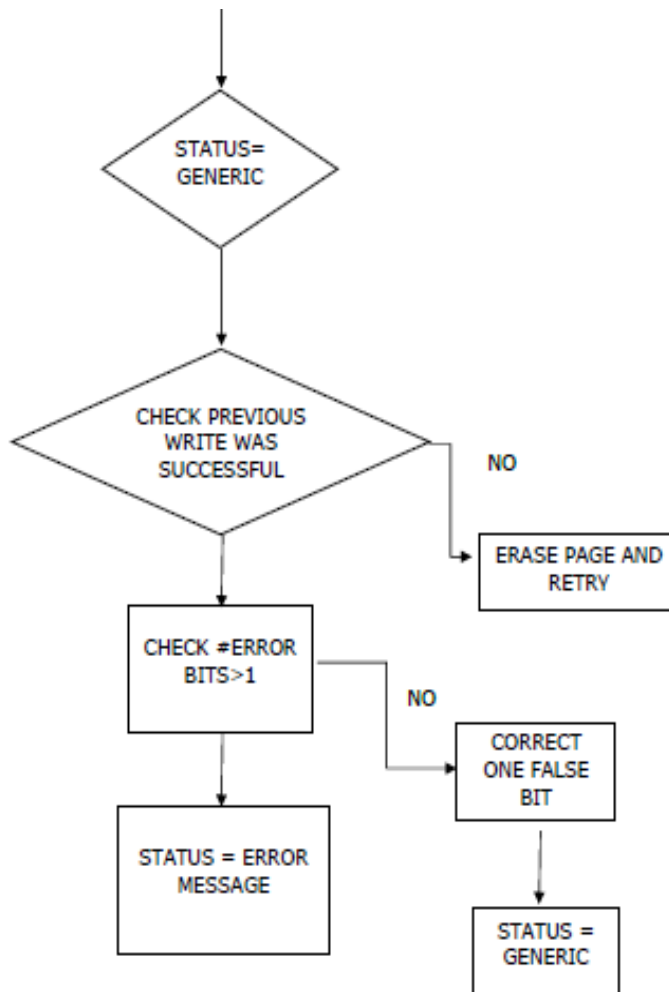 STATUS=
GENERIC
CHECK PREVIOUS
WRITE WAS
SUCCESSFUL
NO
ERASE PAGE AND
RETRY
CHECK #ERROR
BITS>1
NO
CORRECT
ONE FALSE
BIT
STATUS = ERROR
MESSAGE
STATUS =
GENERIC